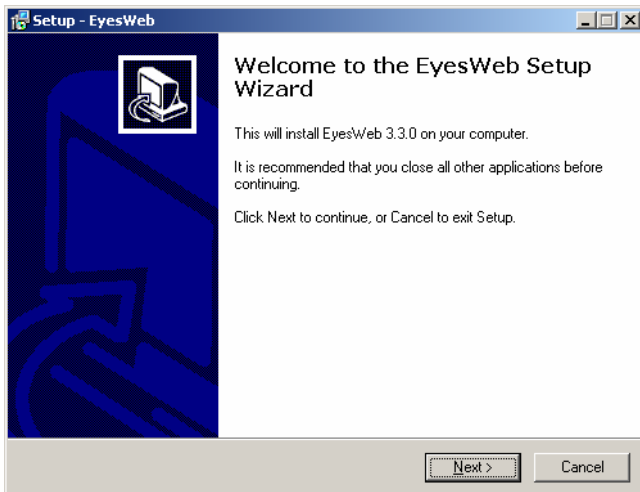 Setup - EyesWeb
Welcome to the EyesWeb Setup
Wizard
This will install EyesWeb 3.3.0 on your computer.
It is recommended that you close all other applications before
continuing.
Click Next to continue, or Cancel to exit Setup.
Next >
Cancel